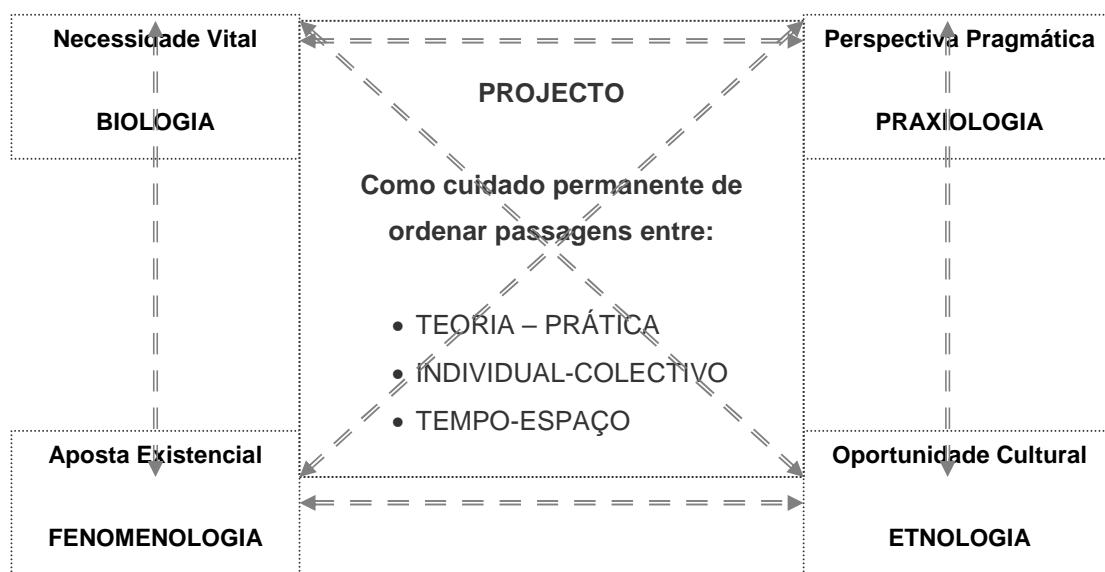 Necessidade Vital
BIOLOGIA
Perspectiva Pragmática
PRAXIOLOGIA
PROJECTO
Como cuidado permanente de
ordenar passagens entre:
• TEORIA – PRÁTICA
• INDIVIDUAL-COLECTIVO
• TEMPO-ESPAÇO
Aposta Existencial
FENOMENOLOGIA
Oportunidade Cultural
ETNOLOGIA